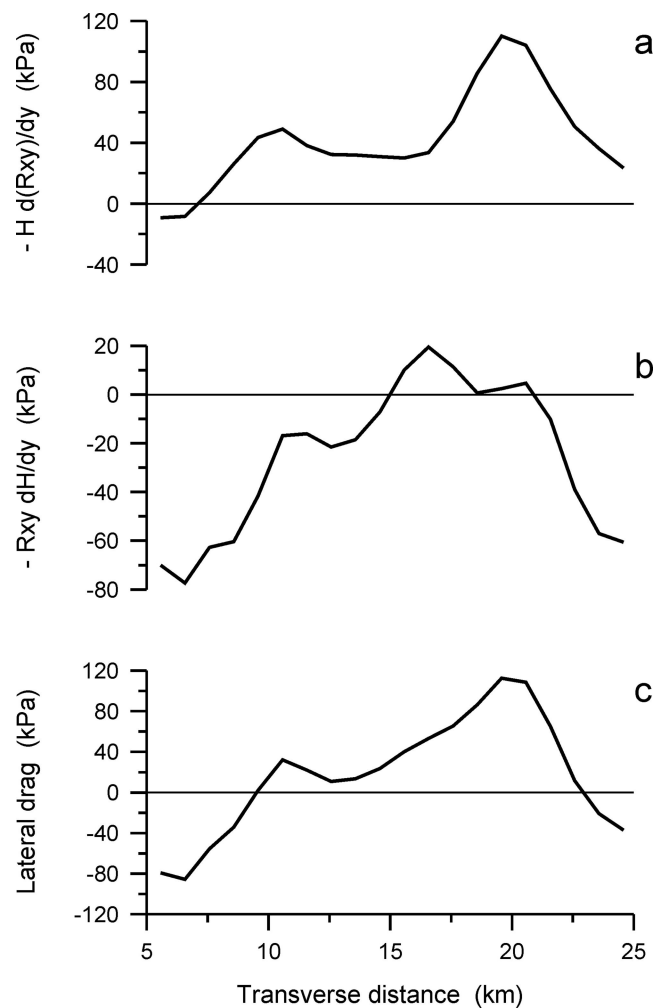 a
- H d(Rxy)/dy (kPa)
120
80
40
0
-40
b
- Rxy dH/dy (kPa)
20
0
-20
-40
-60
-80
c
Lateral drag (kPa)
120
80
40
0
-40
-80
-120
5 10 15 20 25
Transverse distance (km)